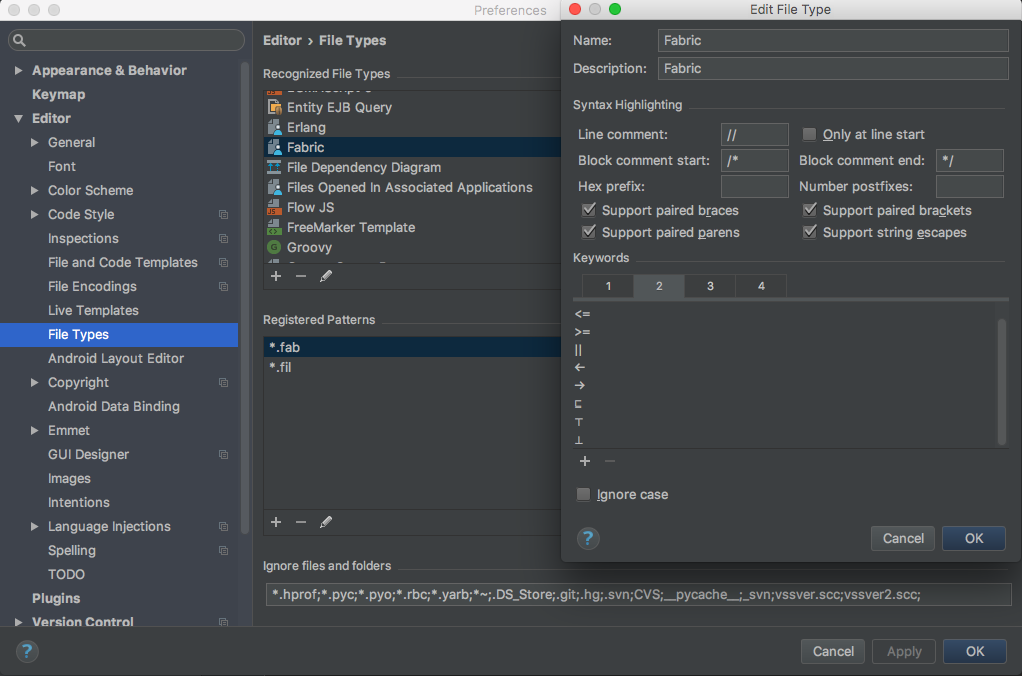 Preferences
Edit File Type
Appearance & Behavior
Keymap
Editor
General
Font
Color Scheme
Code Style
Inspections
File and Code Templates
File Encodings
Live Templates
File Types
Android Layout Editor
Copyright
Android Data Binding
Emmet
GUI Designer
Images
Intentions
Language Injections
Spelling
TODO
Plugins
Version Control
Editor › File Types
Recognized File Types
Entity EJB Query
Erlang
Fabric
File Dependency Diagram
Files Opened In Associated Applications
Flow JS
FreeMarker Template
Groovy
Registered Patterns
*.fab
*.fil
Ignore files and folders
*.hprof;*.pyc;*.pyo;*.rbc;*.yarb;*~;.DS_Store;.git;.hg;.svn;CVS;__pycache__;_svn;vssver.scc;vssver2.scc;
Name: Fabric
Description: Fabric
Syntax Highlighting
Line comment: // Only at line start
Block comment start: /* Block comment end: */
Hex prefix: Number postfixes:
Support paired braces Support paired brackets
Support paired parens Support string escapes
Keywords
1 2 3 4
<=
>=
||
←
→
⊏
⊤
⊥
Ignore case
? Cancel OK
? Cancel Apply OK